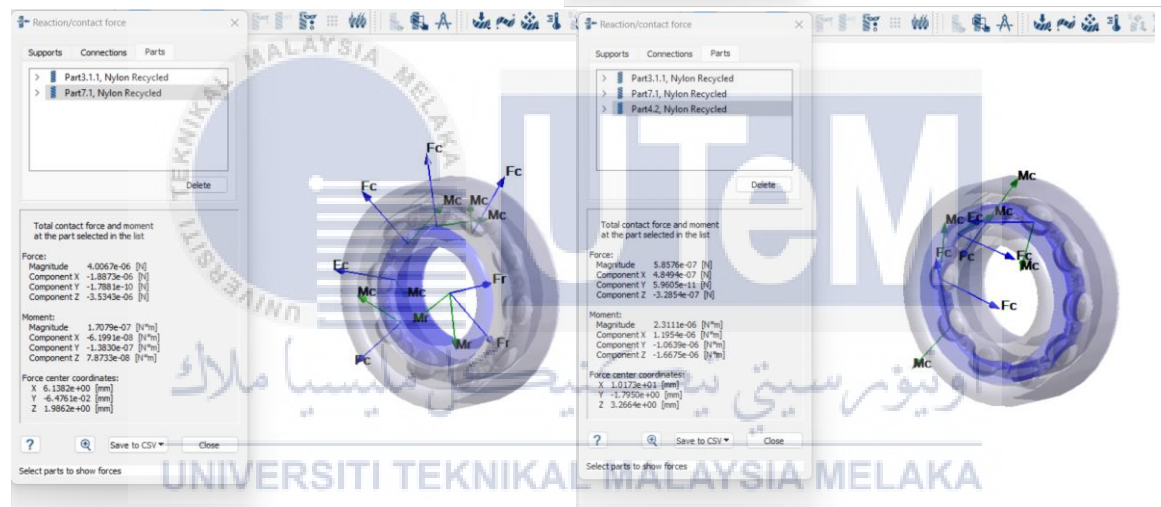 Reaction/contact force
Supports Connections Parts
Part3.1.1, Nylon Recycled
Part7.1, Nylon Recycled
Delete
Total contact force and moment
at the part selected in the list
Force:
Magnitude 4.0067e-06 [N]
Component X -1.8873e-06 [N]
Component Y -1.7881e-10 [N]
Component Z -3.5343e-06 [N]
Moment:
Magnitude 1.7079e-07 [N*m]
Component X -6.1991e-08 [N*m]
Component Y -1.3830e-07 [N*m]
Component Z 7.8733e-08 [N*m]
Force center coordinates:
X 6.1382e+00 [mm]
Y -6.4761e-02 [mm]
Z 1.9862e+00 [mm]
? Save to CSV Close
Select parts to show forces
Fc
Fc
Fc
Mc Mc
Mc
Fc
Fr
Mc Mc
Mr
Mr Fr
Fc
Reaction/contact force
Supports Connections Parts
Part3.1.1, Nylon Recycled
Part7.1, Nylon Recycled
Part4.2, Nylon Recycled
Delete
Total contact force and moment
at the part selected in the list
Force:
Magnitude 5.8576e-07 [N]
Component X 4.8494e-07 [N]
Component Y 5.9605e-11 [N]
Component Z -3.2854e-07 [N]
Moment:
Magnitude 2.3111e-06 [N*m]
Component X 1.1954e-06 [N*m]
Component Y -1.0639e-06 [N*m]
Component Z -1.6675e-06 [N*m]
Force center coordinates:
X 1.0173e+01 [mm]
Y -1.7950e+00 [mm]
Z 3.2664e+00 [mm]
? Save to CSV Close
Select parts to show forces
Mc
Mc Fc Mc
Fc Fc Fc
Mc
Fc
Mc
UTeM
UNIVERSITI TEKNIKAL MALAYSIA MELAKA
اونيۏرسيتي تيكنيكل مليسيا ملاك
UNIVERSITI TEKNIKAL MALAYSIA MELAKA